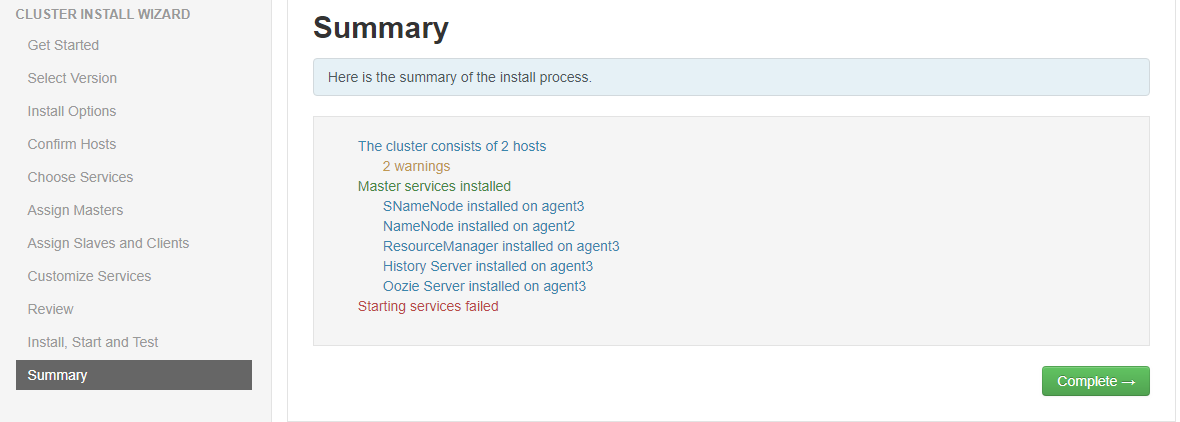 CLUSTER INSTALL WIZARD
Get Started
Select Version
Install Options
Confirm Hosts
Choose Services
Assign Masters
Assign Slaves and Clients
Customize Services
Review
Install, Start and Test
Summary
Summary
Here is the summary of the install process.
The cluster consists of 2 hosts
2 warnings
Master services installed
SNameNode installed on agent3
NameNode installed on agent2
ResourceManager installed on agent3
History Server installed on agent3
Oozie Server installed on agent3
Starting services failed
Complete →